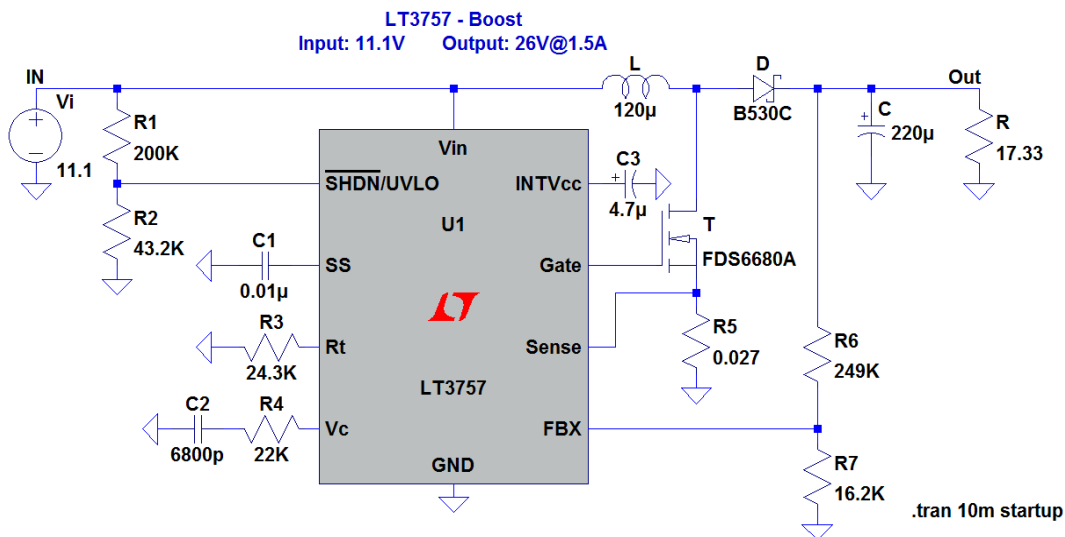 LT3757 - Boost
Input: 11.1V Output: 26V@1.5A
IN
Vi
11.1
R1
200K
R2
43.2K
C1
0.01µ
R3
24.3K
C2
6800p
R4
22K
Vin
SHDN/UVLO
INTVcc
U1
SS
Gate
Rt
Sense
LT3757
Vc
FBX
GND
L
120µ
D
B530C
C3
4.7µ
T
FDS6680A
R5
0.027
+
C
220µ
Out
R
17.33
R6
249K
R7
16.2K
.tran 10m startup